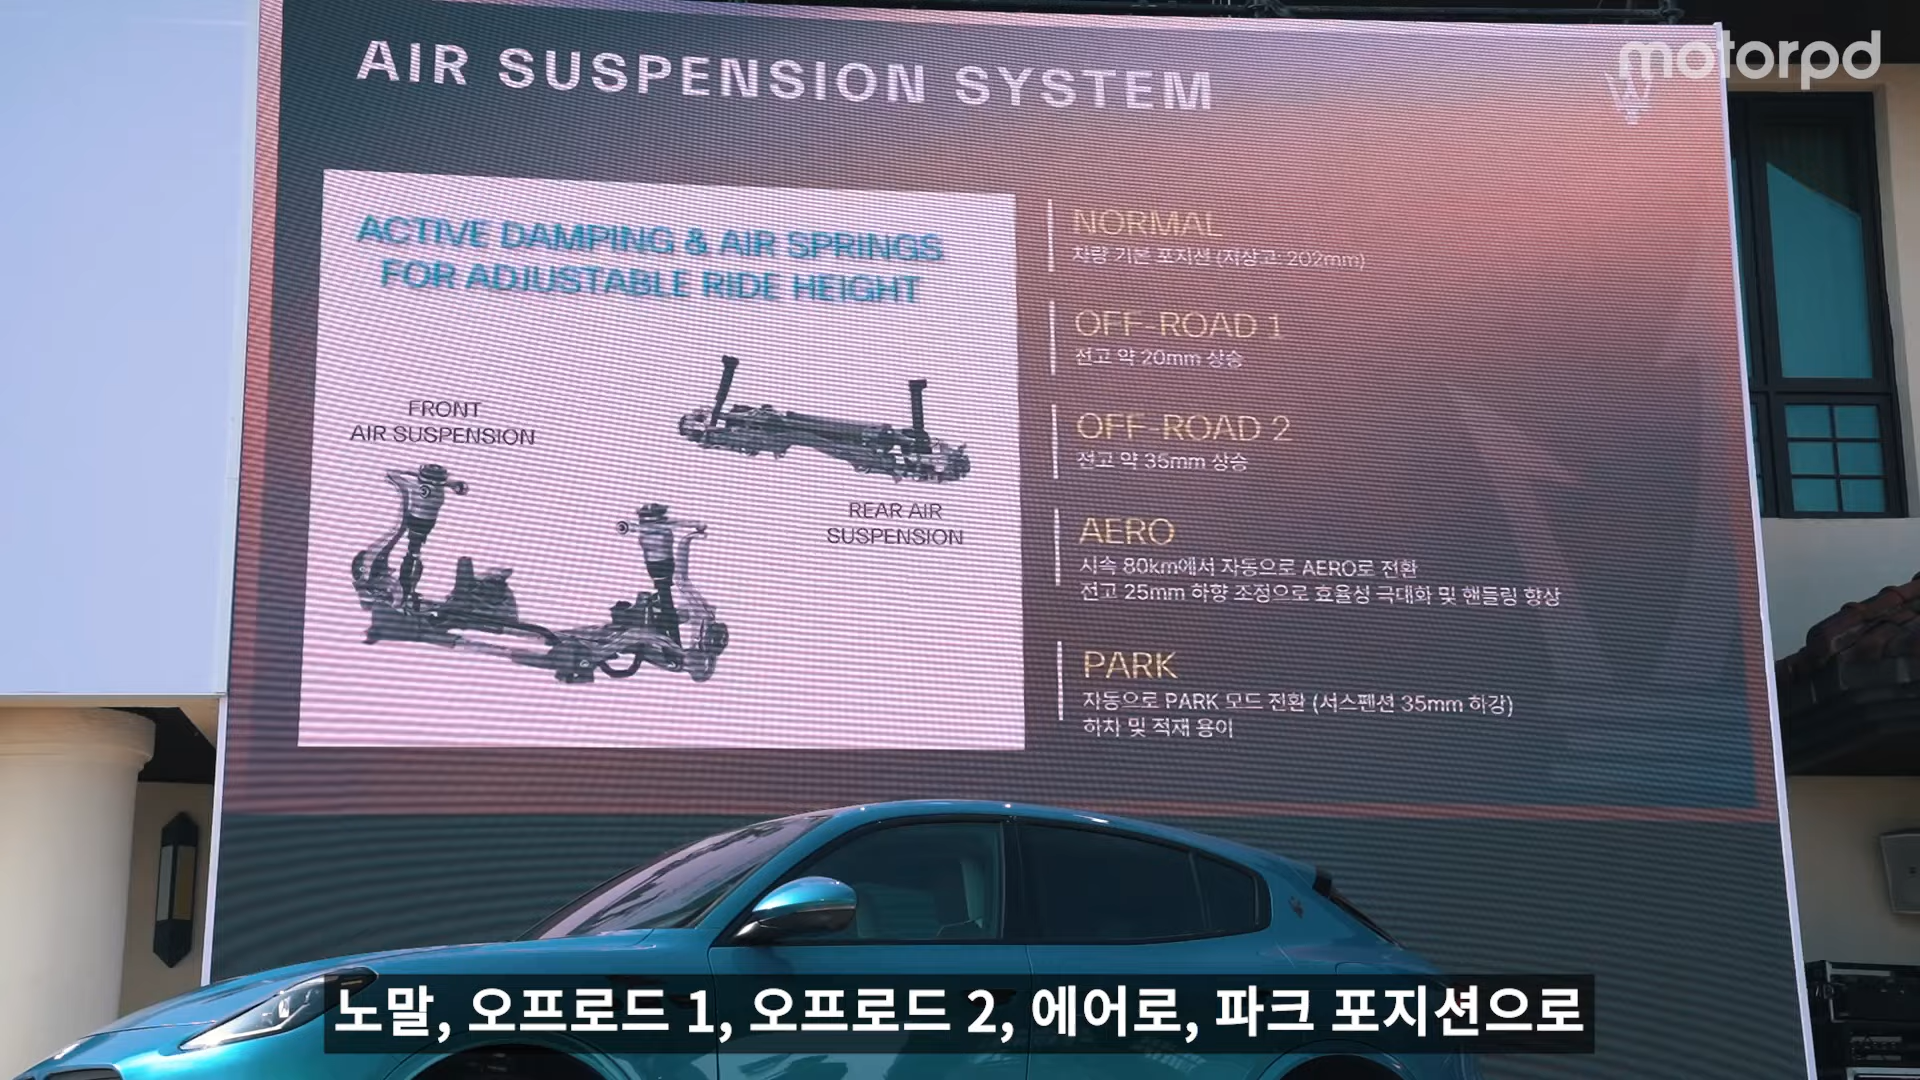 motorpd
AIR SUSPENSION SYSTEM
ACTIVE DAMPING & AIR SPRINGS
FOR ADJUSTABLE RIDE HEIGHT
FRONT
AIR SUSPENSION
REAR AIR
SUSPENSION
NORMAL
차량 기본 포지션 (지상고: 202mm)
OFF-ROAD 1
전고 약 20mm 상승
OFF-ROAD 2
전고 약 35mm 상승
AERO
시속 80km에서 자동으로 AERO로 전환
전고 25mm 하향 조정으로 효율성 극대화 및 핸들링 향상
PARK
자동으로 PARK 모드 전환 (서스펜션 35mm 하강)
하차 및 적재 용이
노말, 오프로드 1, 오프로드 2, 에어로, 파크 포지션으로